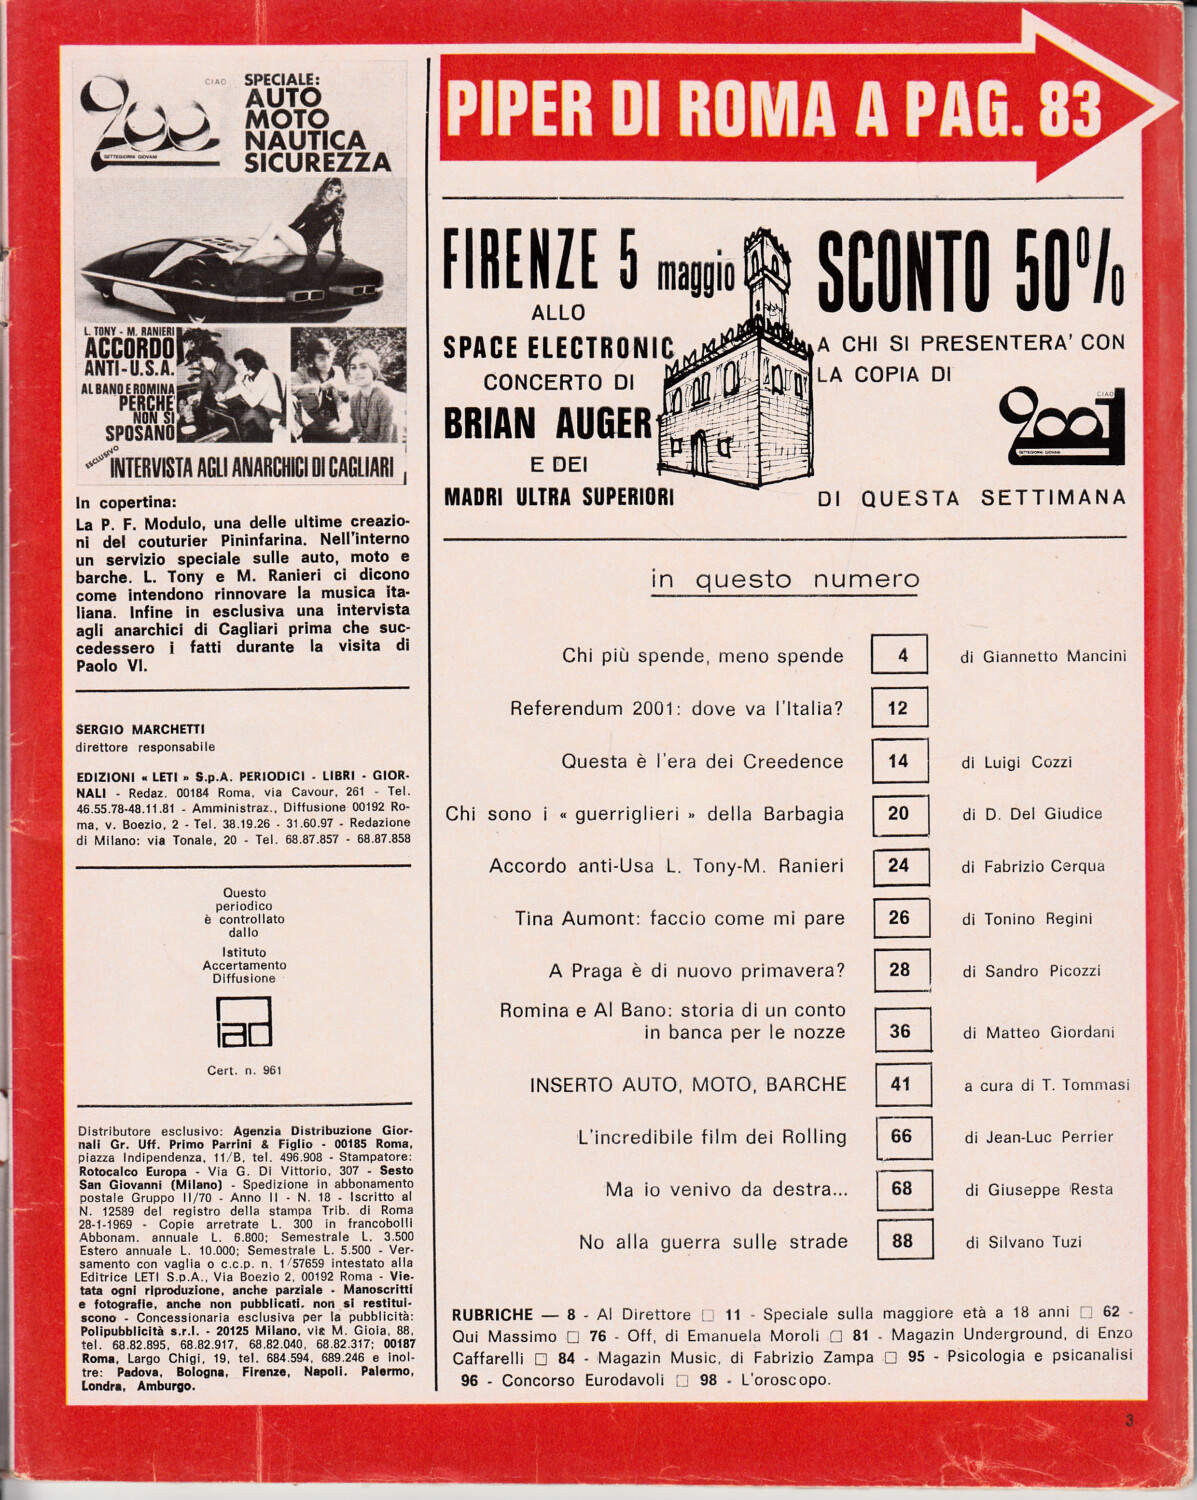 PIPER DI ROMA A PAG. 83
CIAO
SETTEGIORNI GIOVANI
SPECIALE:
AUTO
MOTO
NAUTICA
SICUREZZA
L. TONY - M. RANIERI
ACCORDO
ANTI-U.S.A.
AL BANO E ROMINA
PERCHE'
NON SI
SPOSANO
ESCLUSIVO
INTERVISTA AGLI ANARCHICI DI CAGLIARI
In copertina:
La P. F. Modulo, una delle ultime creazio-
ni del couturier Pininfarina. Nell'interno
un servizio speciale sulle auto, moto e
barche. L. Tony e M. Ranieri ci dicono
come intendono rinnovare la musica ita-
liana. Infine in esclusiva una intervista
agli anarchici di Cagliari prima che suc-
cedessero i fatti durante la visita di
Paolo VI.
SERGIO MARCHETTI
direttore responsabile
EDIZIONI « LETI » S.p.A. PERIODICI - LIBRI - GIOR-
NALI - Redaz. 00184 Roma, via Cavour, 261 - Tel.
46.55.78-48.11.81 - Amministraz., Diffusione 00192 Ro-
ma, v. Boezio, 2 - Tel. 38.19.26 - 31.60.97 - Redazione
di Milano: via Tonale, 20 - Tel. 68.87.857 - 68.87.858
Questo
periodico
è controllato
dallo
Istituto
Accertamento
Diffusione
iad
Cert. n. 961
Distributore esclusivo: Agenzia Distribuzione Gior-
nali Gr. Uff. Primo Parrini & Figlio - 00185 Roma,
piazza Indipendenza, 11/B, tel. 496.908 - Stampatore:
Rotocalco Europa - Via G. Di Vittorio, 307 - Sesto
San Giovanni (Milano) - Spedizione in abbonamento
postale Gruppo II/70 - Anno II - N. 18 - Iscritto al
N. 12589 del registro della stampa Trib. di Roma
28-1-1969 - Copie arretrate L. 300 in francobolli
Abbonam. annuale L. 6.800; Semestrale L. 3.500
Estero annuale L. 10.000; Semestrale L. 5.500 - Ver-
samento con vaglia o c.c.p. n. 1/57659 intestato alla
Editrice LETI S.p.A., Via Boezio 2, 00192 Roma - Vie-
tata ogni riproduzione, anche parziale - Manoscritti
e fotografie, anche non pubblicati, non si restitui-
scono - Concessionaria esclusiva per la pubblicità:
Polipubblicità s.r.l. - 20125 Milano, via M. Gioia, 88,
tel. 68.82.895, 68.82.917, 68.82.040, 68.82.317; 00187
Roma, Largo Chigi, 19, tel. 684.594, 689.246 e inol-
tre: Padova, Bologna, Firenze, Napoli. Palermo,
Londra, Amburgo.
FIRENZE 5 maggio
ALLO
SPACE ELECTRONIC
CONCERTO DI
BRIAN AUGER
E DEI
MADRI ULTRA SUPERIORI
SCONTO 50%
A CHI SI PRESENTERA' CON
LA COPIA DI
CIAO
2001
SETTEGIORNI GIOVANI
DI QUESTA SETTIMANA
in questo numero
Chi più spende, meno spende 4 di Giannetto Mancini
Referendum 2001: dove va l'Italia? 12
Questa è l'era dei Creedence 14 di Luigi Cozzi
Chi sono i « guerriglieri » della Barbagia 20 di D. Del Giudice
Accordo anti-Usa L. Tony-M. Ranieri 24 di Fabrizio Cerqua
Tina Aumont: faccio come mi pare 26 di Tonino Regini
A Praga è di nuovo primavera? 28 di Sandro Picozzi
Romina e Al Bano: storia di un conto
in banca per le nozze 36 di Matteo Giordani
INSERTO AUTO, MOTO, BARCHE 41 a cura di T. Tommasi
L'incredibile film dei Rolling 66 di Jean-Luc Perrier
Ma io venivo da destra... 68 di Giuseppe Resta
No alla guerra sulle strade 88 di Silvano Tuzi
RUBRICHE — 8 - Al Direttore □ 11 - Speciale sulla maggiore età a 18 anni □ 62 -
Qui Massimo □ 76 - Off, di Emanuela Moroli □ 81 - Magazin Underground, di Enzo
Caffarelli □ 84 - Magazin Music, di Fabrizio Zampa □ 95 - Psicologia e psicanalisi
96 - Concorso Eurodavoli □ 98 - L'oroscopo.
3